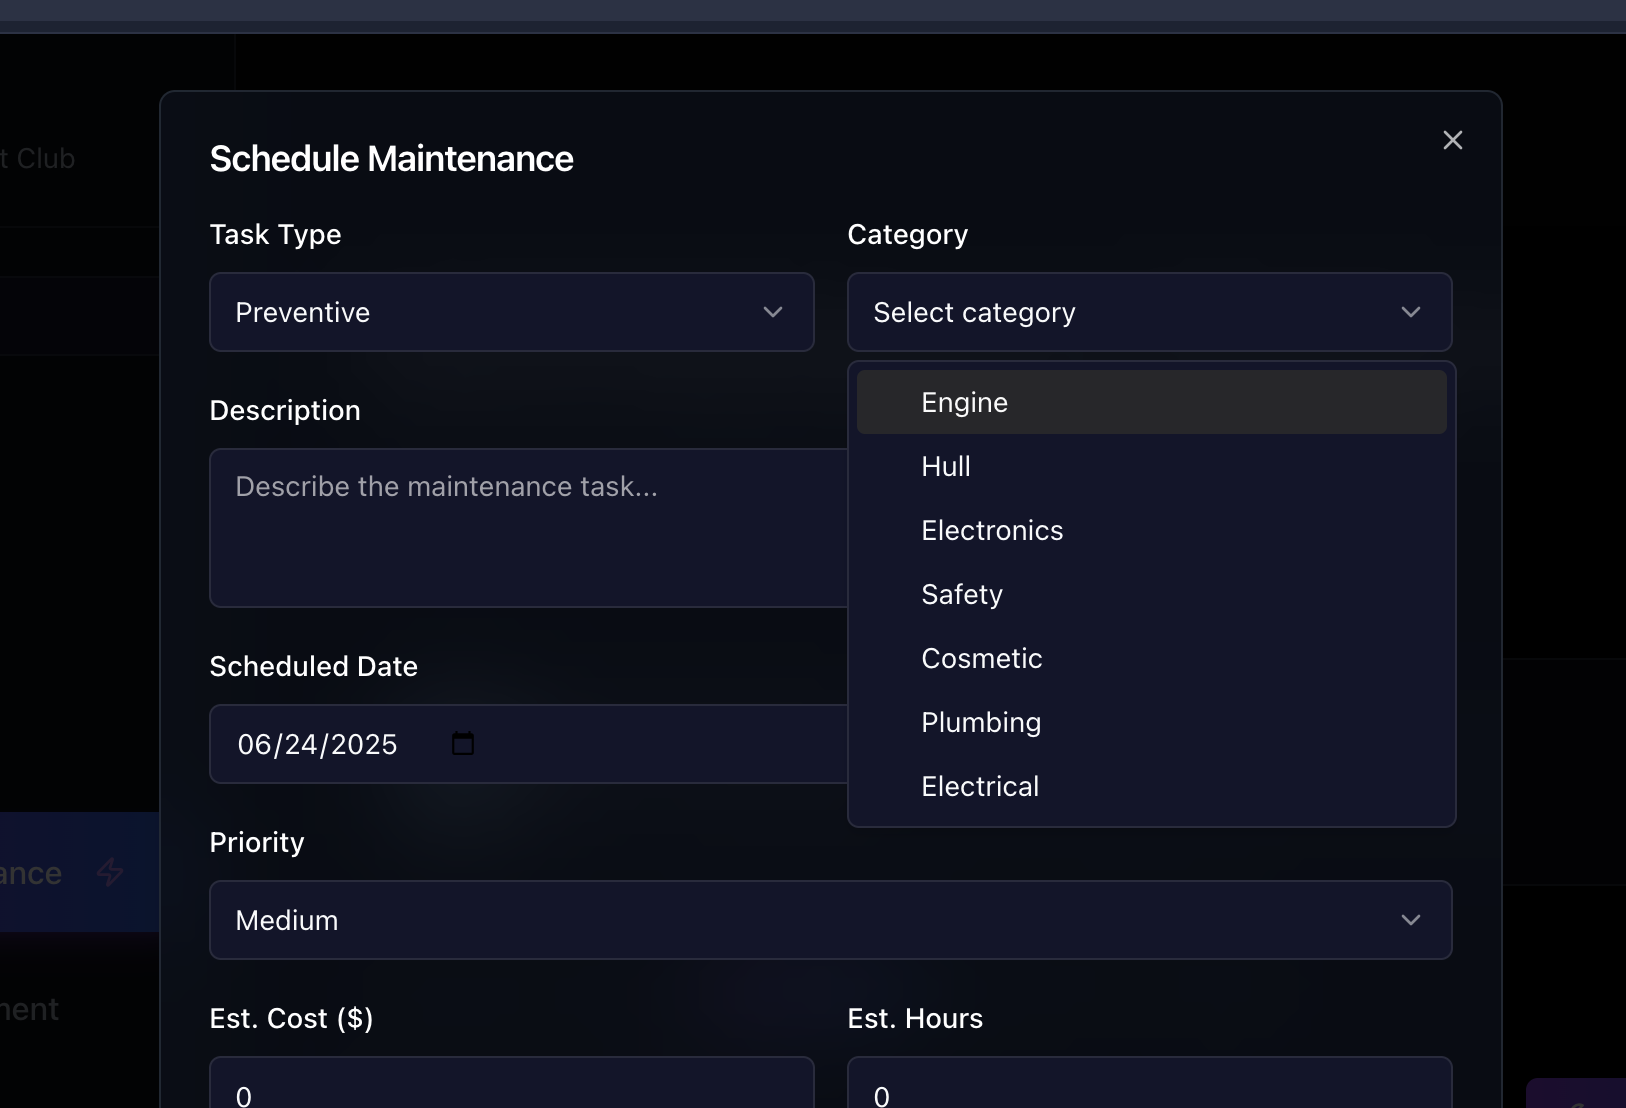 t Club
Schedule Maintenance
Task Type
Category
Preventive
Select category
Engine
Description
Hull
Describe the maintenance task...
Electronics
Safety
Cosmetic
Scheduled Date
Plumbing
06/24/2025
Electrical
Priority
ance
Medium
nent
Est. Cost ($)
Est. Hours
0
0